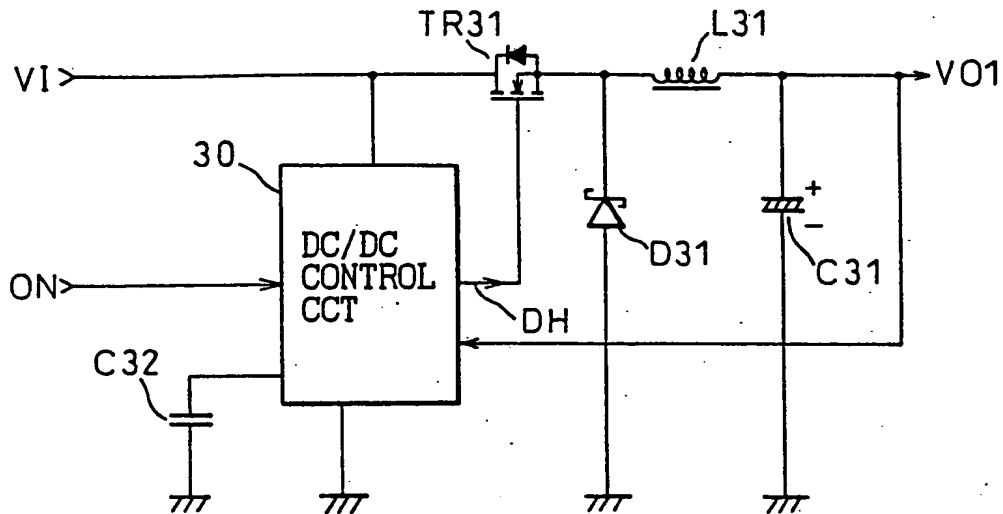 TR31
L31
VI
VO1
30
DC/DC
CONTROL
CCT
D31
+
-
C31
ON
DH
C32